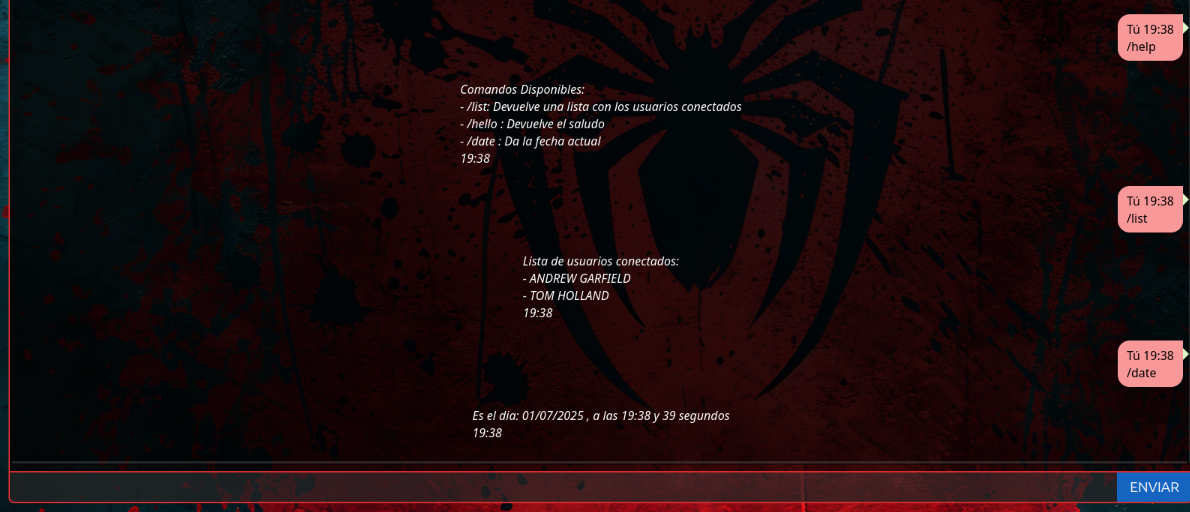 Tú 19:38
/help
Comandos Disponibles:
- /list: Devuelve una lista con los usuarios conectados
- /hello : Devuelve el saludo
- /date : Da la fecha actual
19:38
Tú 19:38
/list
Lista de usuarios conectados:
- ANDREW GARFIELD
- TOM HOLLAND
19:38
Tú 19:38
/date
Es el dia: 01/07/2025 , a las 19:38 y 39 segundos
19:38
ENVIAR